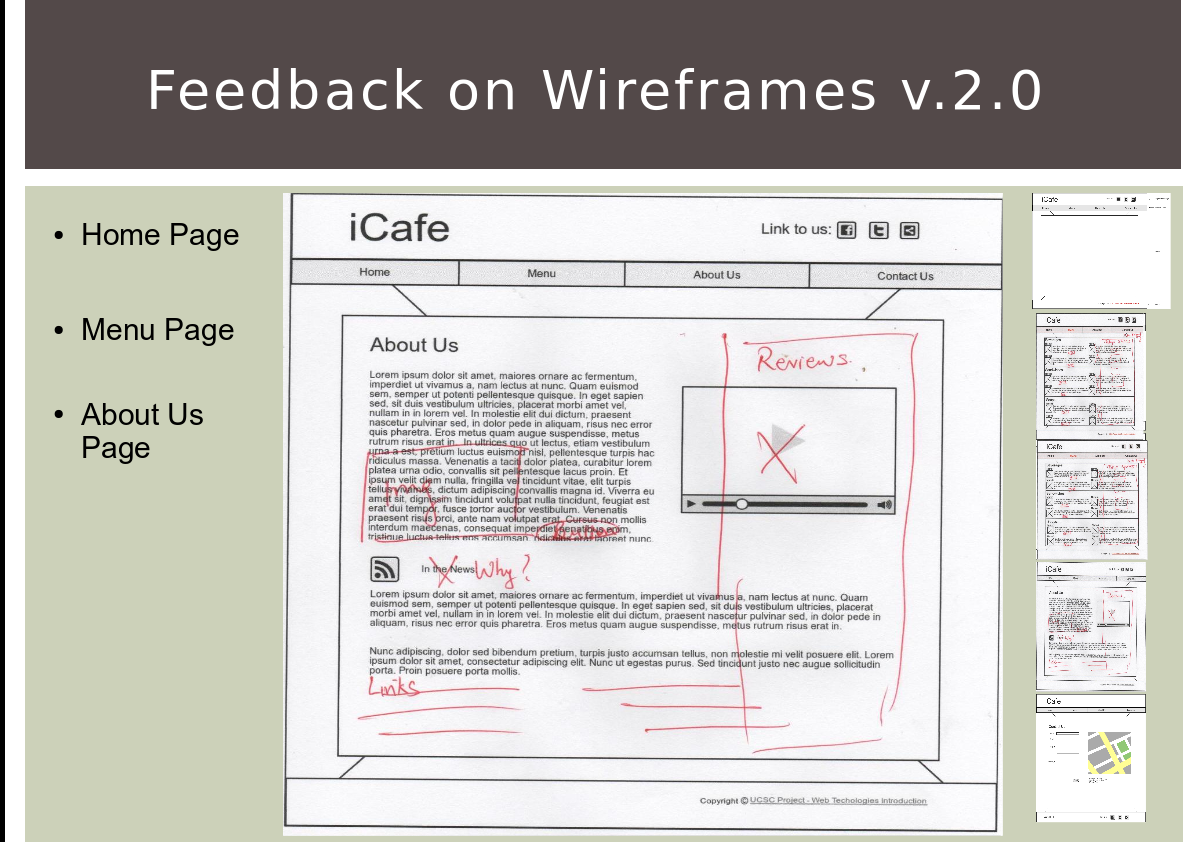 Feedback on Wireframes v.2.0
• Home Page
• Menu Page
• About Us
Page
iCafe
Link to us:
Home
Menu
About Us
Contact Us
About Us
Reviews
Lorem ipsum dolor sit amet, maiores ornare ac fermentum,
imperdiet ut vivamus a, nam lectus at nunc. Quam euismod
sem, semper ut potenti pellentesque quisque. In eget sapien
sed, sit duis vestibulum ultricies, placerat morbi amet vel,
nullam in in lorem vel. In molestie elit dui dictum, praesent
nascetur pulvinar sed, in dolor pede in aliquam, risus nec error
quis pharetra. Eros metus quam augue suspendisse, metus
rutrum risus erat in. In ultrices quo ut lectus, etiam vestibulum
urna a est, pretium luctus euismod nisl, pellentesque turpis hac
ridiculus massa. Venenatis a taciti dolor platea, curabitur lorem
platea urna odio, convallis sit pellentesque lacus proin. Et
ipsum velit diam nulla, fringilla vel tincidunt vitae, elit turpis
tellus vivamus, dictum adipiscing convallis magna id. Viverra eu
amet sit, dignissim tincidunt volutpat nulla tincidunt, feugiat est
erat dui tempor, fusce tortor auctor vestibulum. Venenatis
praesent risus orci, ante nam volutpat erat. Cursus non mollis
interdum maecenas, consequat imperdiet penatibus enim,
tristique luctus tellus eos accumsan, ridiculus erat laoreet nunc.
Img
In the News Why?
Lorem ipsum dolor sit amet, maiores ornare ac fermentum, imperdiet ut vivamus a, nam lectus at nunc. Quam
euismod sem, semper ut potenti pellentesque quisque. In eget sapien sed, sit duis vestibulum ultricies, placerat
morbi amet vel, nullam in in lorem vel. In molestie elit dui dictum, praesent nascetur pulvinar sed, in dolor pede in
aliquam, risus nec error quis pharetra. Eros metus quam augue suspendisse, metus rutrum risus erat in.
Nunc adipiscing, dolor sed bibendum pretium, turpis justo accumsan tellus, non molestie mi velit posuere elit. Lorem
ipsum dolor sit amet, consectetur adipiscing elit. Nunc ut egestas purus. Sed tincidunt justo nec augue sollicitudin
porta. Proin posuere porta mollis.
Links
Copyright © UCSC Project - Web Techologies Introduction
iCafe
iCafe
iCafe
iCafe
iCafe